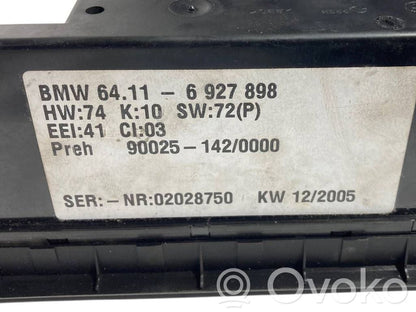 BMW 64.11 - 6 927 898
HW:74 K:10 SW:72(P)
EEI:41 CI:03
Preh 90025-142/0000
SER:-NR:02028750 KW 12/2005
© ovoko